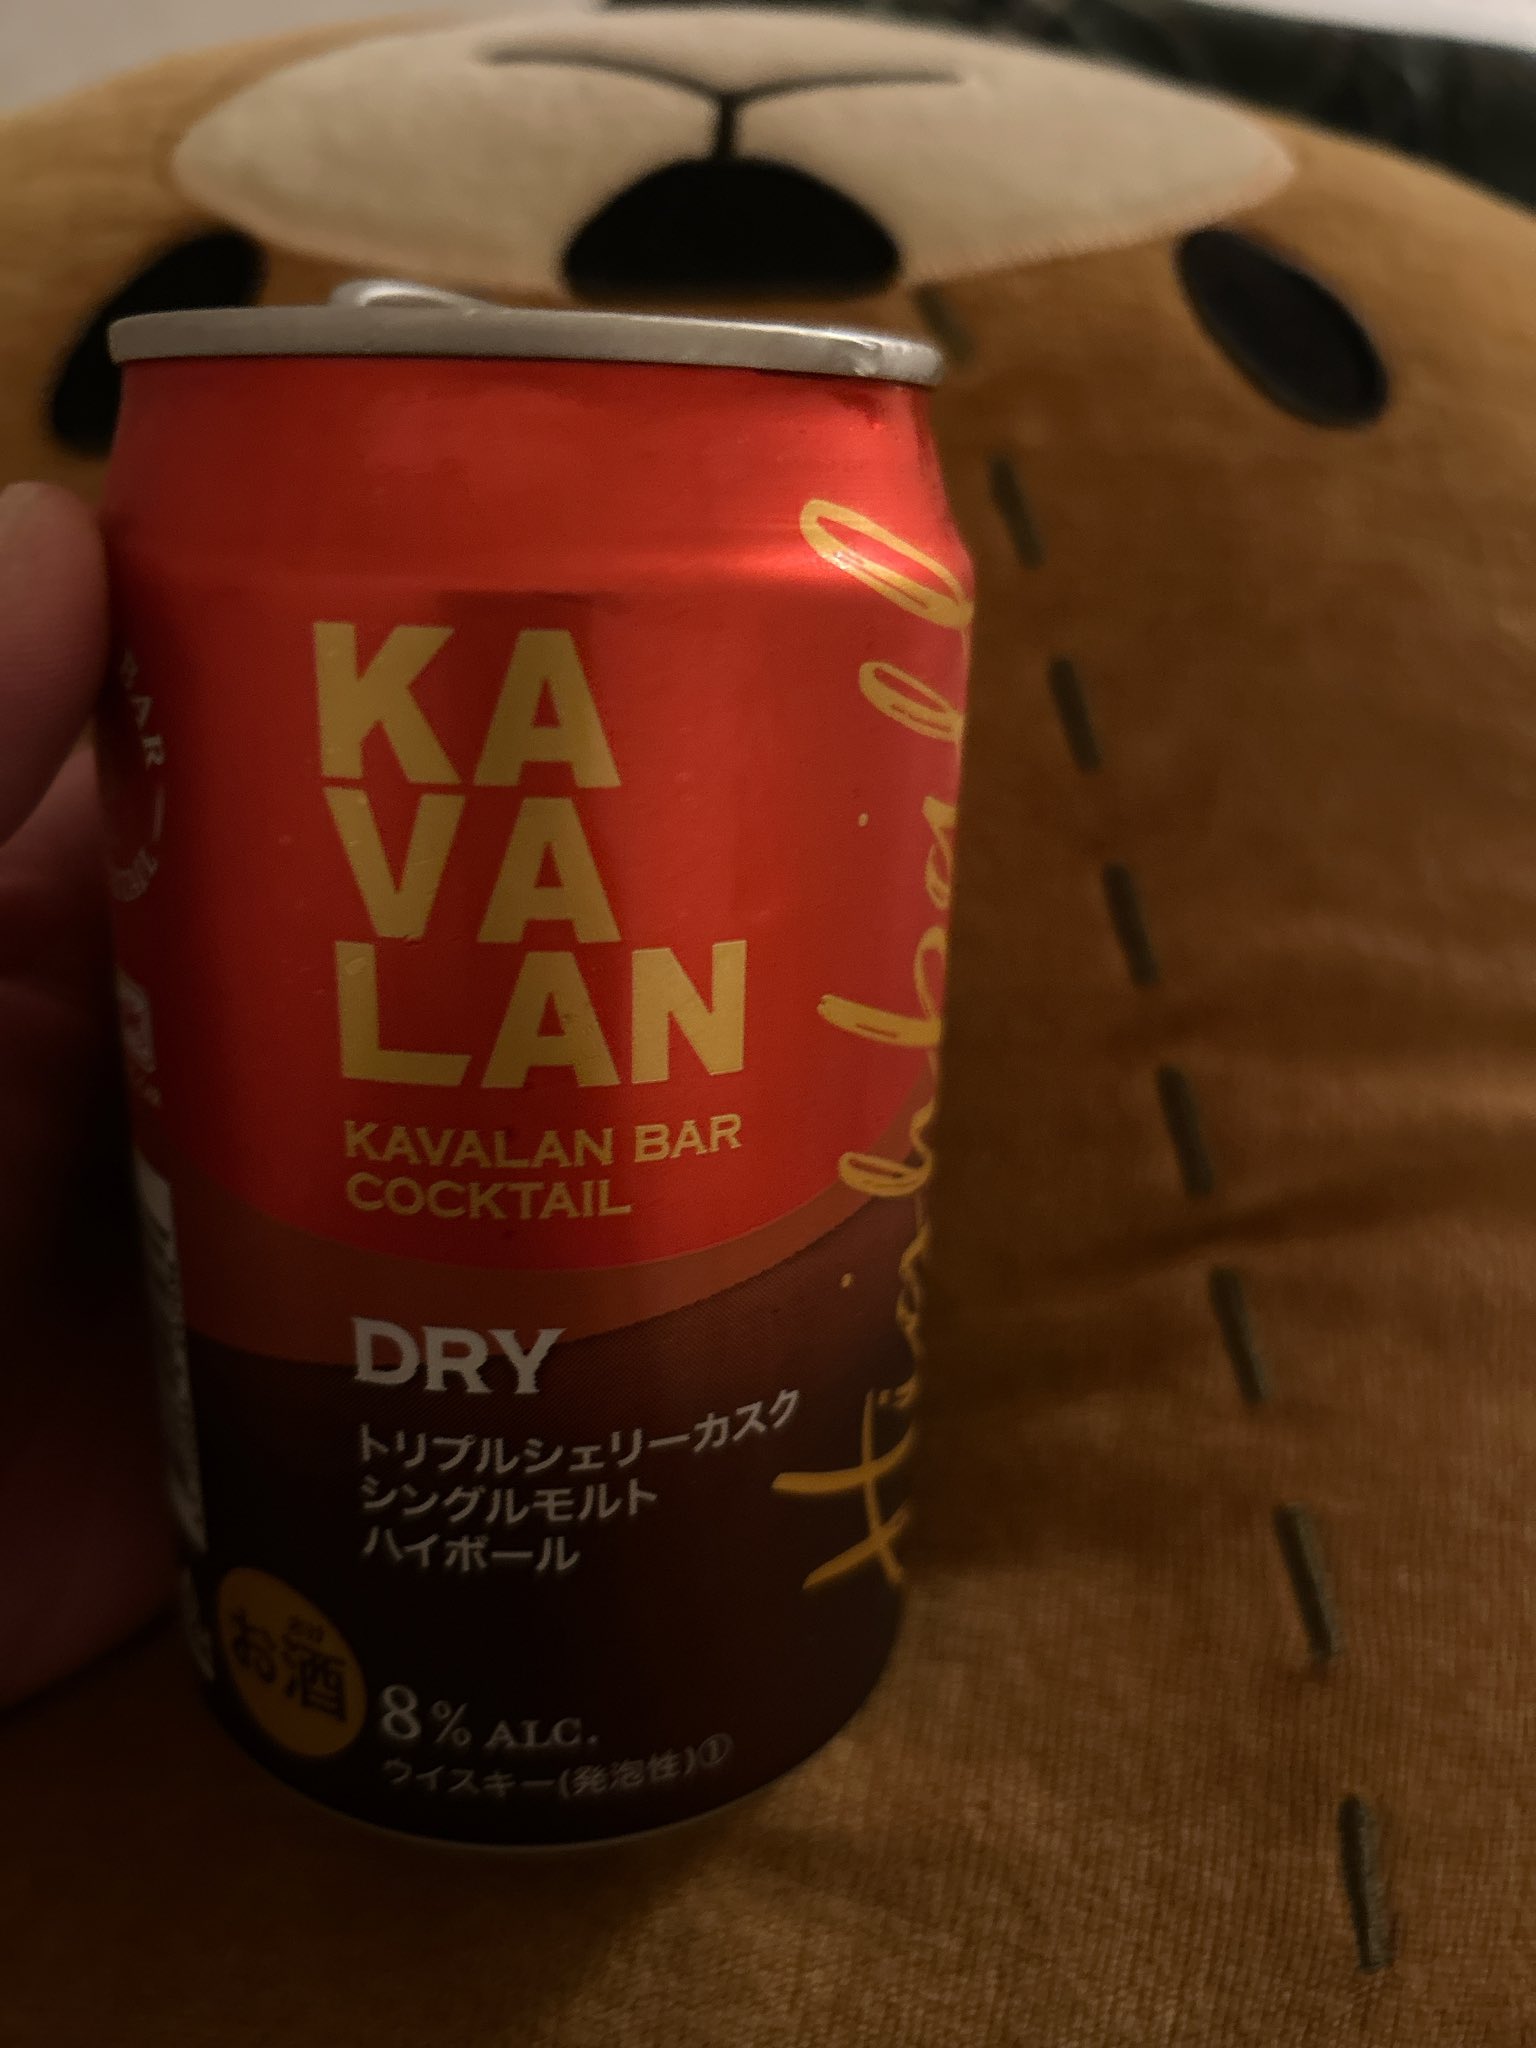 KA
VA
LAN
KAVALAN BAR
COCKTAIL
DRY
トリプルシェリーカスク
シングルモルト
ハイボール
お酒
8% ALC.
ウイスキー(発泡性)①
highball
BAR